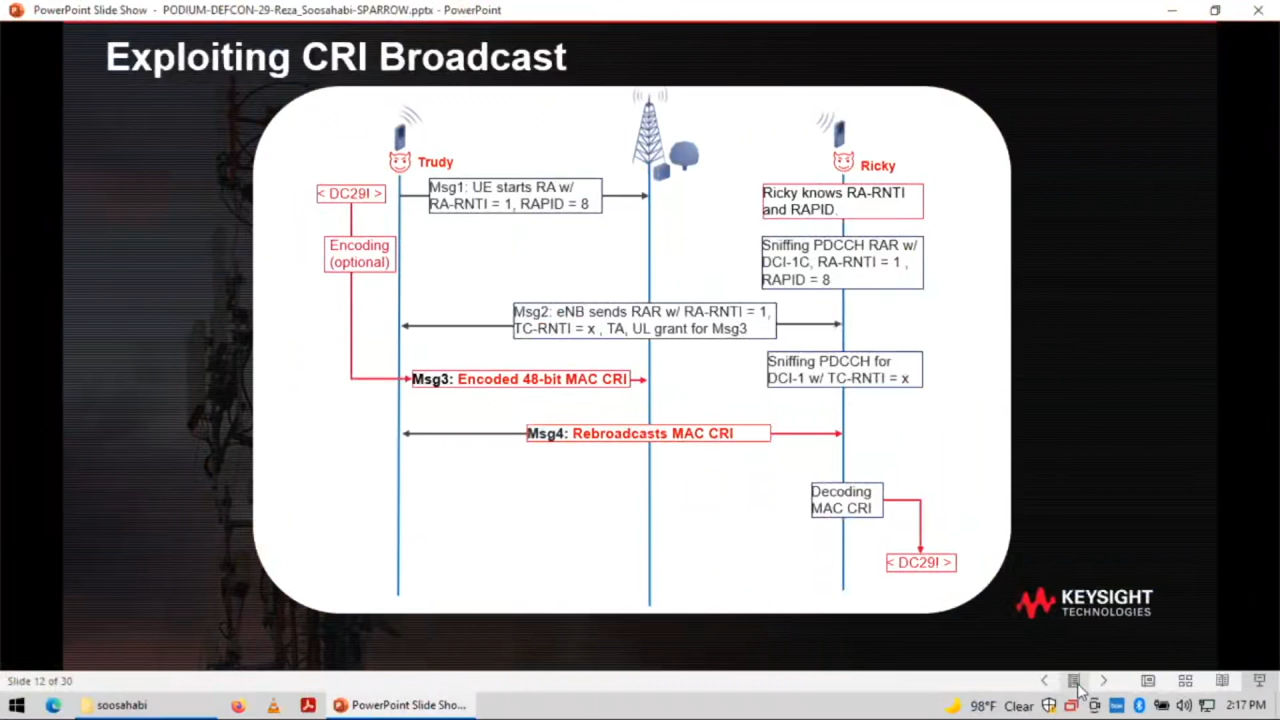 PowerPoint Slide Show - PODIUM-DEFCON-29-Reza_Soosahabi-SPARROW.pptx - PowerPoint
Exploiting CRI Broadcast
Trudy
Ricky
< DC29! >
Msg1: UE starts RA w/
RA-RNTI = 1, RAPID = 8
Ricky knows RA-RNTI
and RAPID.
Encoding
(optional)
Sniffing PDCCH RAR w/
DCI-1C, RA-RNTI = 1 ,
RAPID = 8
Msg2: eNB sends RAR w/ RA-RNTI = 1,
TC-RNTI = x , TA, UL grant for Msg3
Sniffing PDCCH for
DCI-1 w/ TC-RNTI = x
Msg3: Encoded 48-bit MAC CRI
Msg4: Rebroadcasts MAC CRI
Decoding
MAC CRI
< DC29! >
KEYSIGHT
TECHNOLOGIES
Slide 12 of 30
soosahabi
PowerPoint Slide Sho...
98°F Clear
2:17 PM